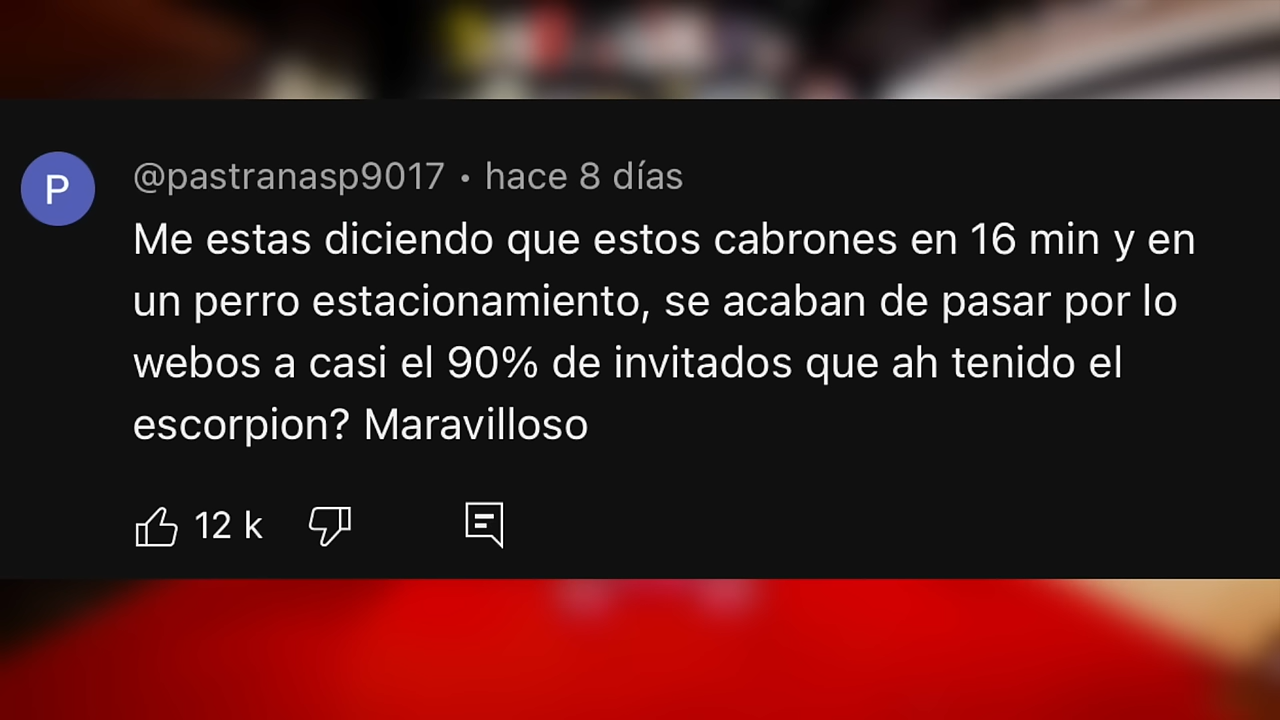 P
@pastranasp9017 • hace 8 días
Me estas diciendo que estos cabrones en 16 min y en
un perro estacionamiento, se acaban de pasar por lo
webos a casi el 90% de invitados que ah tenido el
escorpion? Maravilloso
12 k